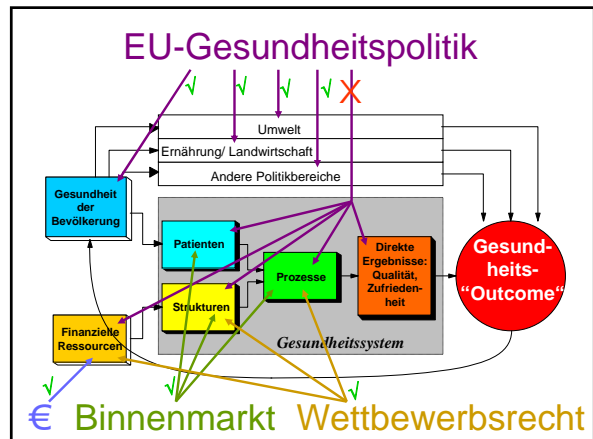 EU-Gesundheitspolitik
√ √ √ √ X
Umwelt
Ernährung/ Landwirtschaft
Andere Politikbereiche
Gesundheit
der
Bevölkerung
Patienten
Strukturen
Prozesse
Direkte
Ergebnisse:
Qualität,
Zufrieden-
heit
Gesund-
heits-
“Outcome“
Finanzielle
Ressourcen
Gesundheitssystem
√ √ √
€ Binnenmarkt Wettbewerbsrecht